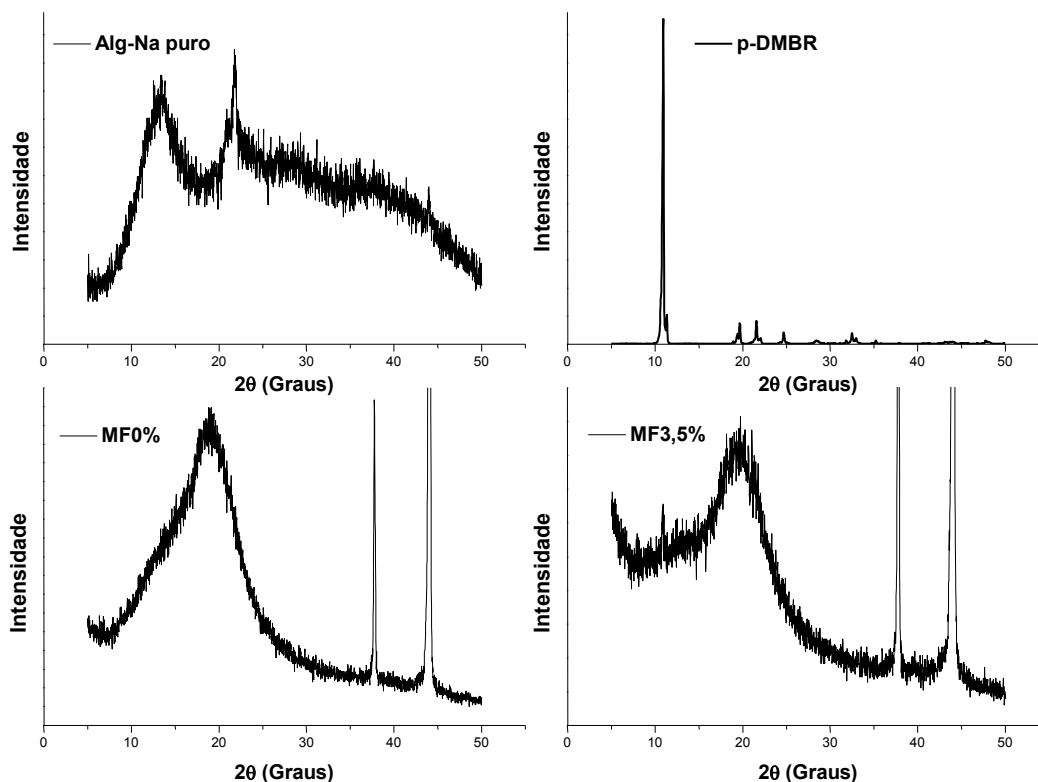 Alg-Na puro
Intensidade
0 10 20 30 40 50
2θ (Graus)
p-DMBR
Intensidade
0 10 20 30 40 50
2θ (Graus)
MF0%
Intensidade
0 10 20 30 40 50
2θ (Graus)
MF3,5%
Intensidade
0 10 20 30 40 50
2θ (Graus)